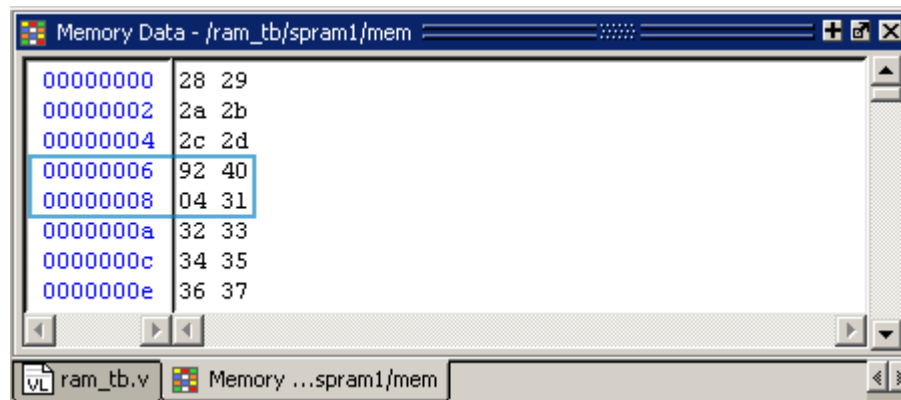 Memory Data - /ram_tb/spram1/mem
00000000 28 29
00000002 2a 2b
00000004 2c 2d
00000006 92 40
00000008 04 31
0000000a 32 33
0000000c 34 35
0000000e 36 37
VL ram_tb.v Memory ...spram1/mem